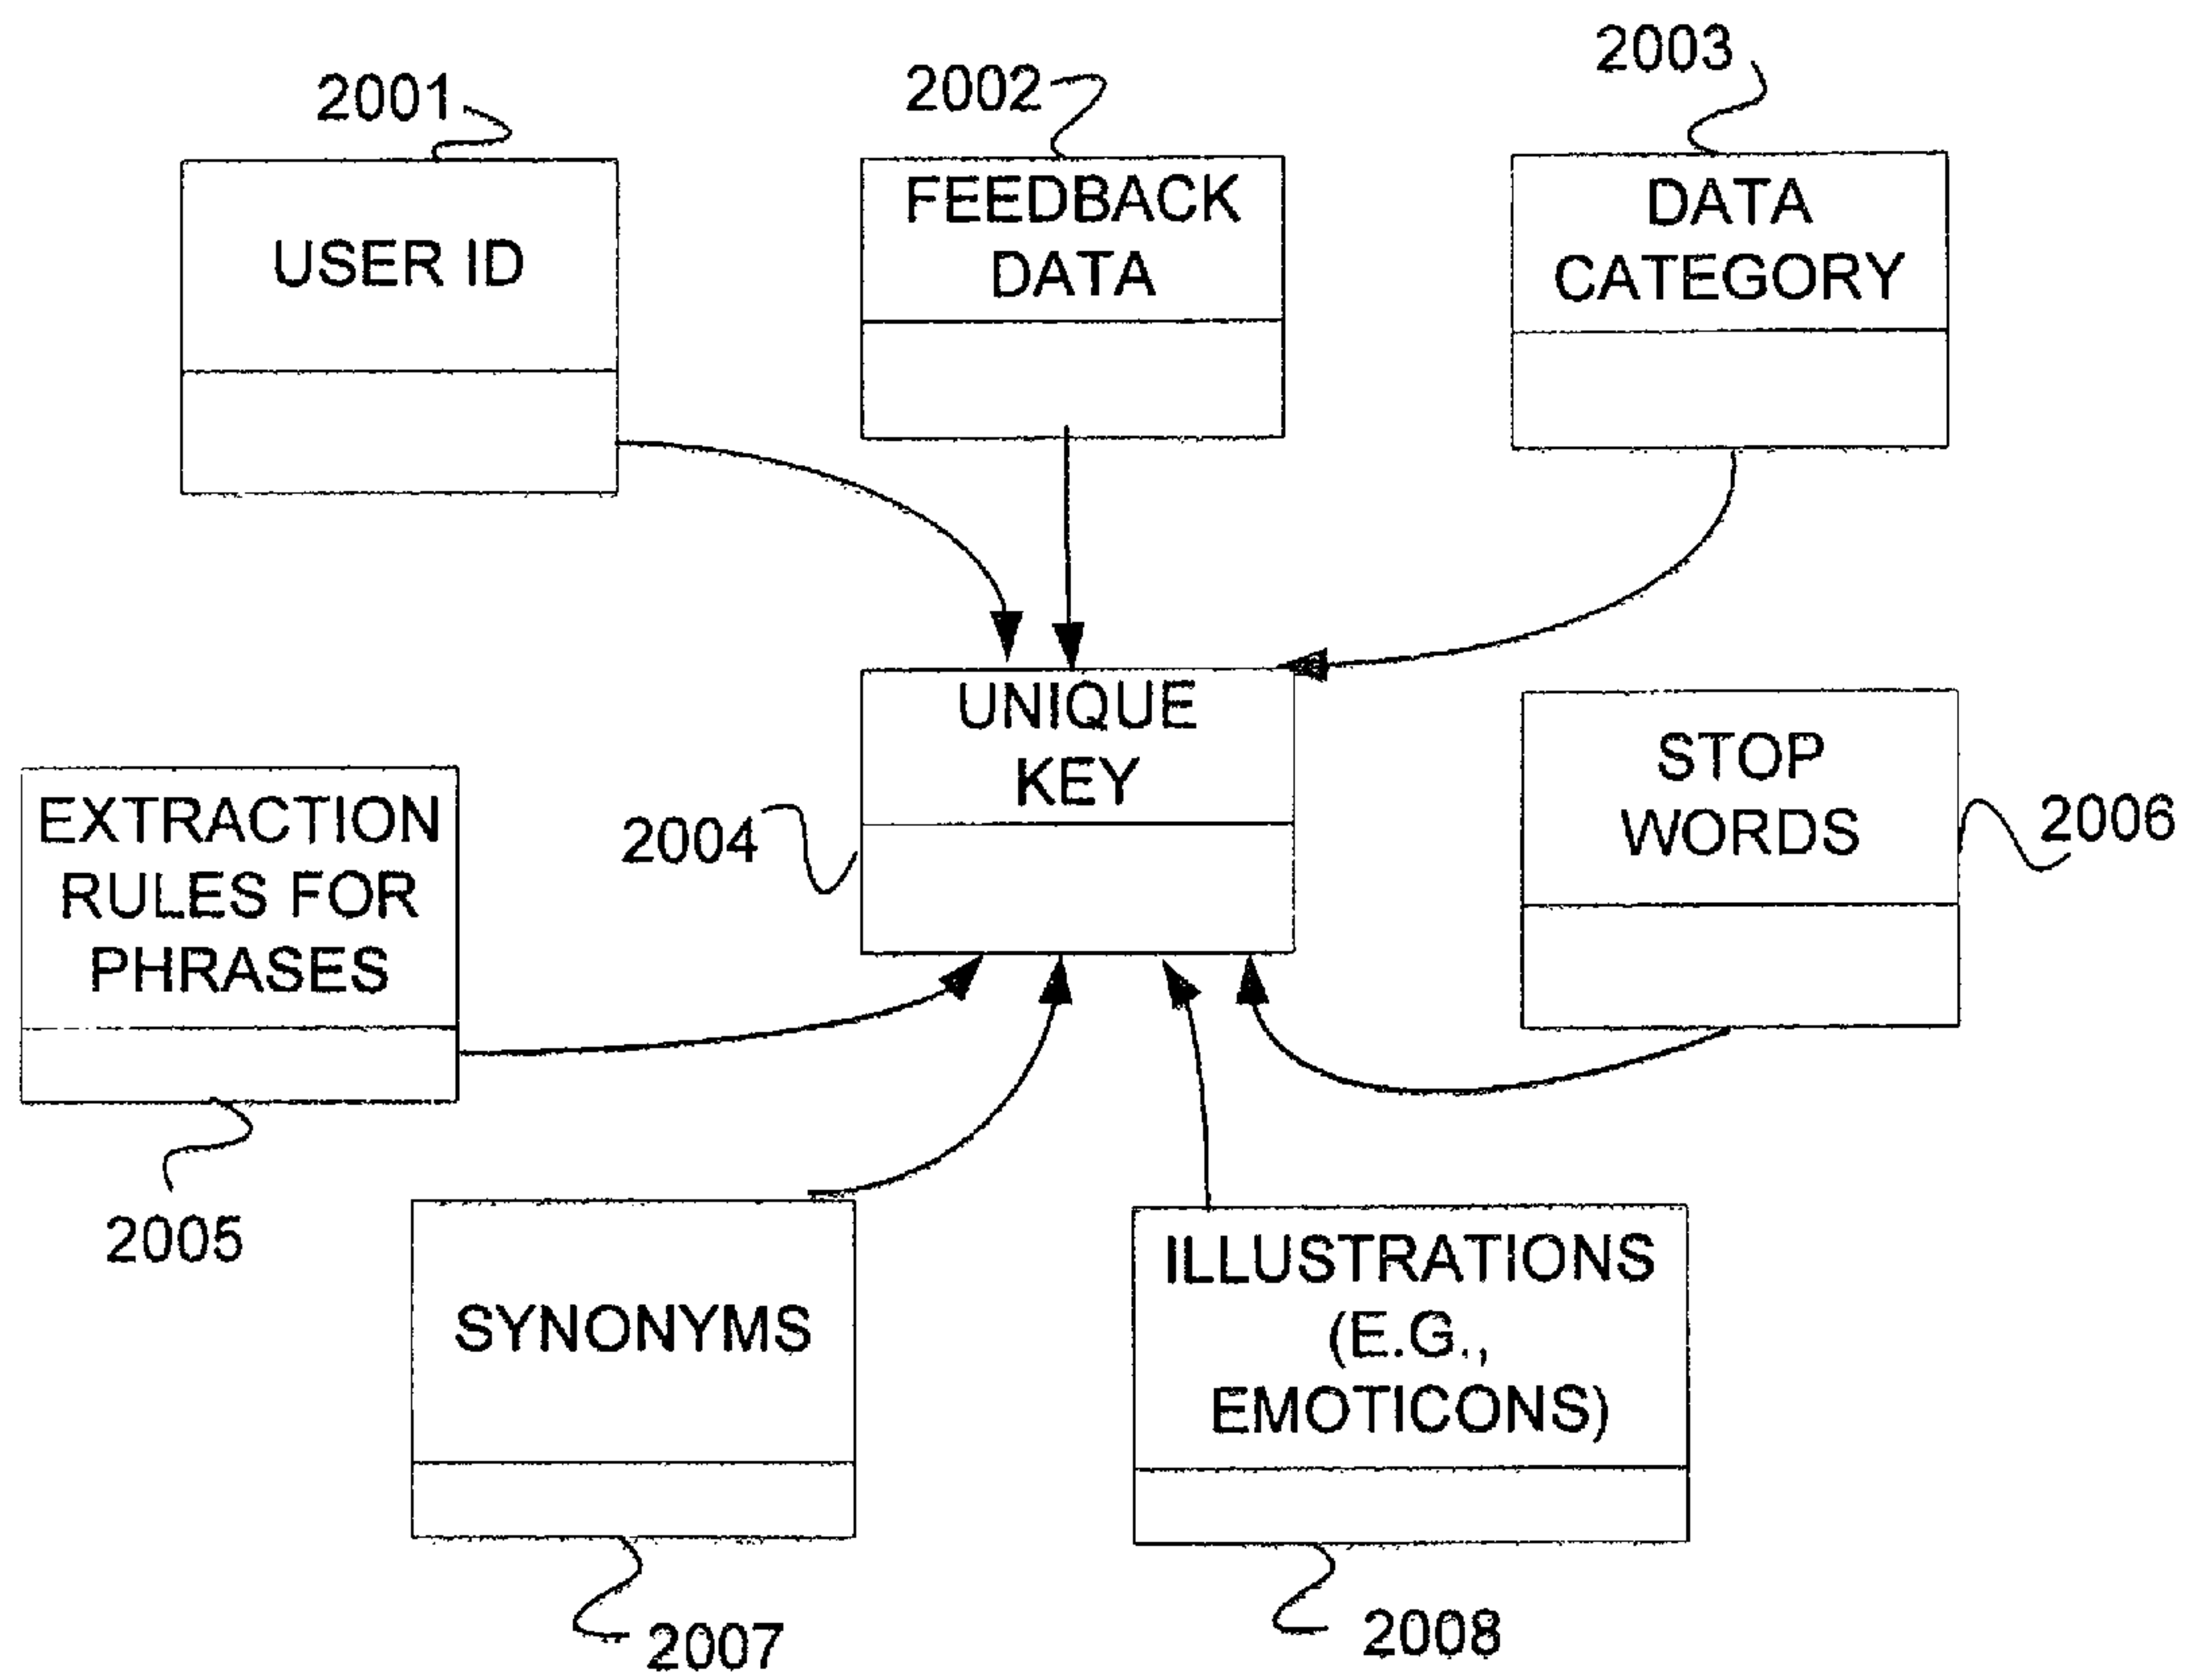 2001
2002
2003
USER ID
FEEDBACK
DATA
DATA
CATEGORY
UNIQUE
KEY
2004
STOP
WORDS
2006
EXTRACTION
RULES FOR
PHRASES
2005
SYNONYMS
2007
ILLUSTRATIONS
(E.G.,
EMOTICONS)
2008